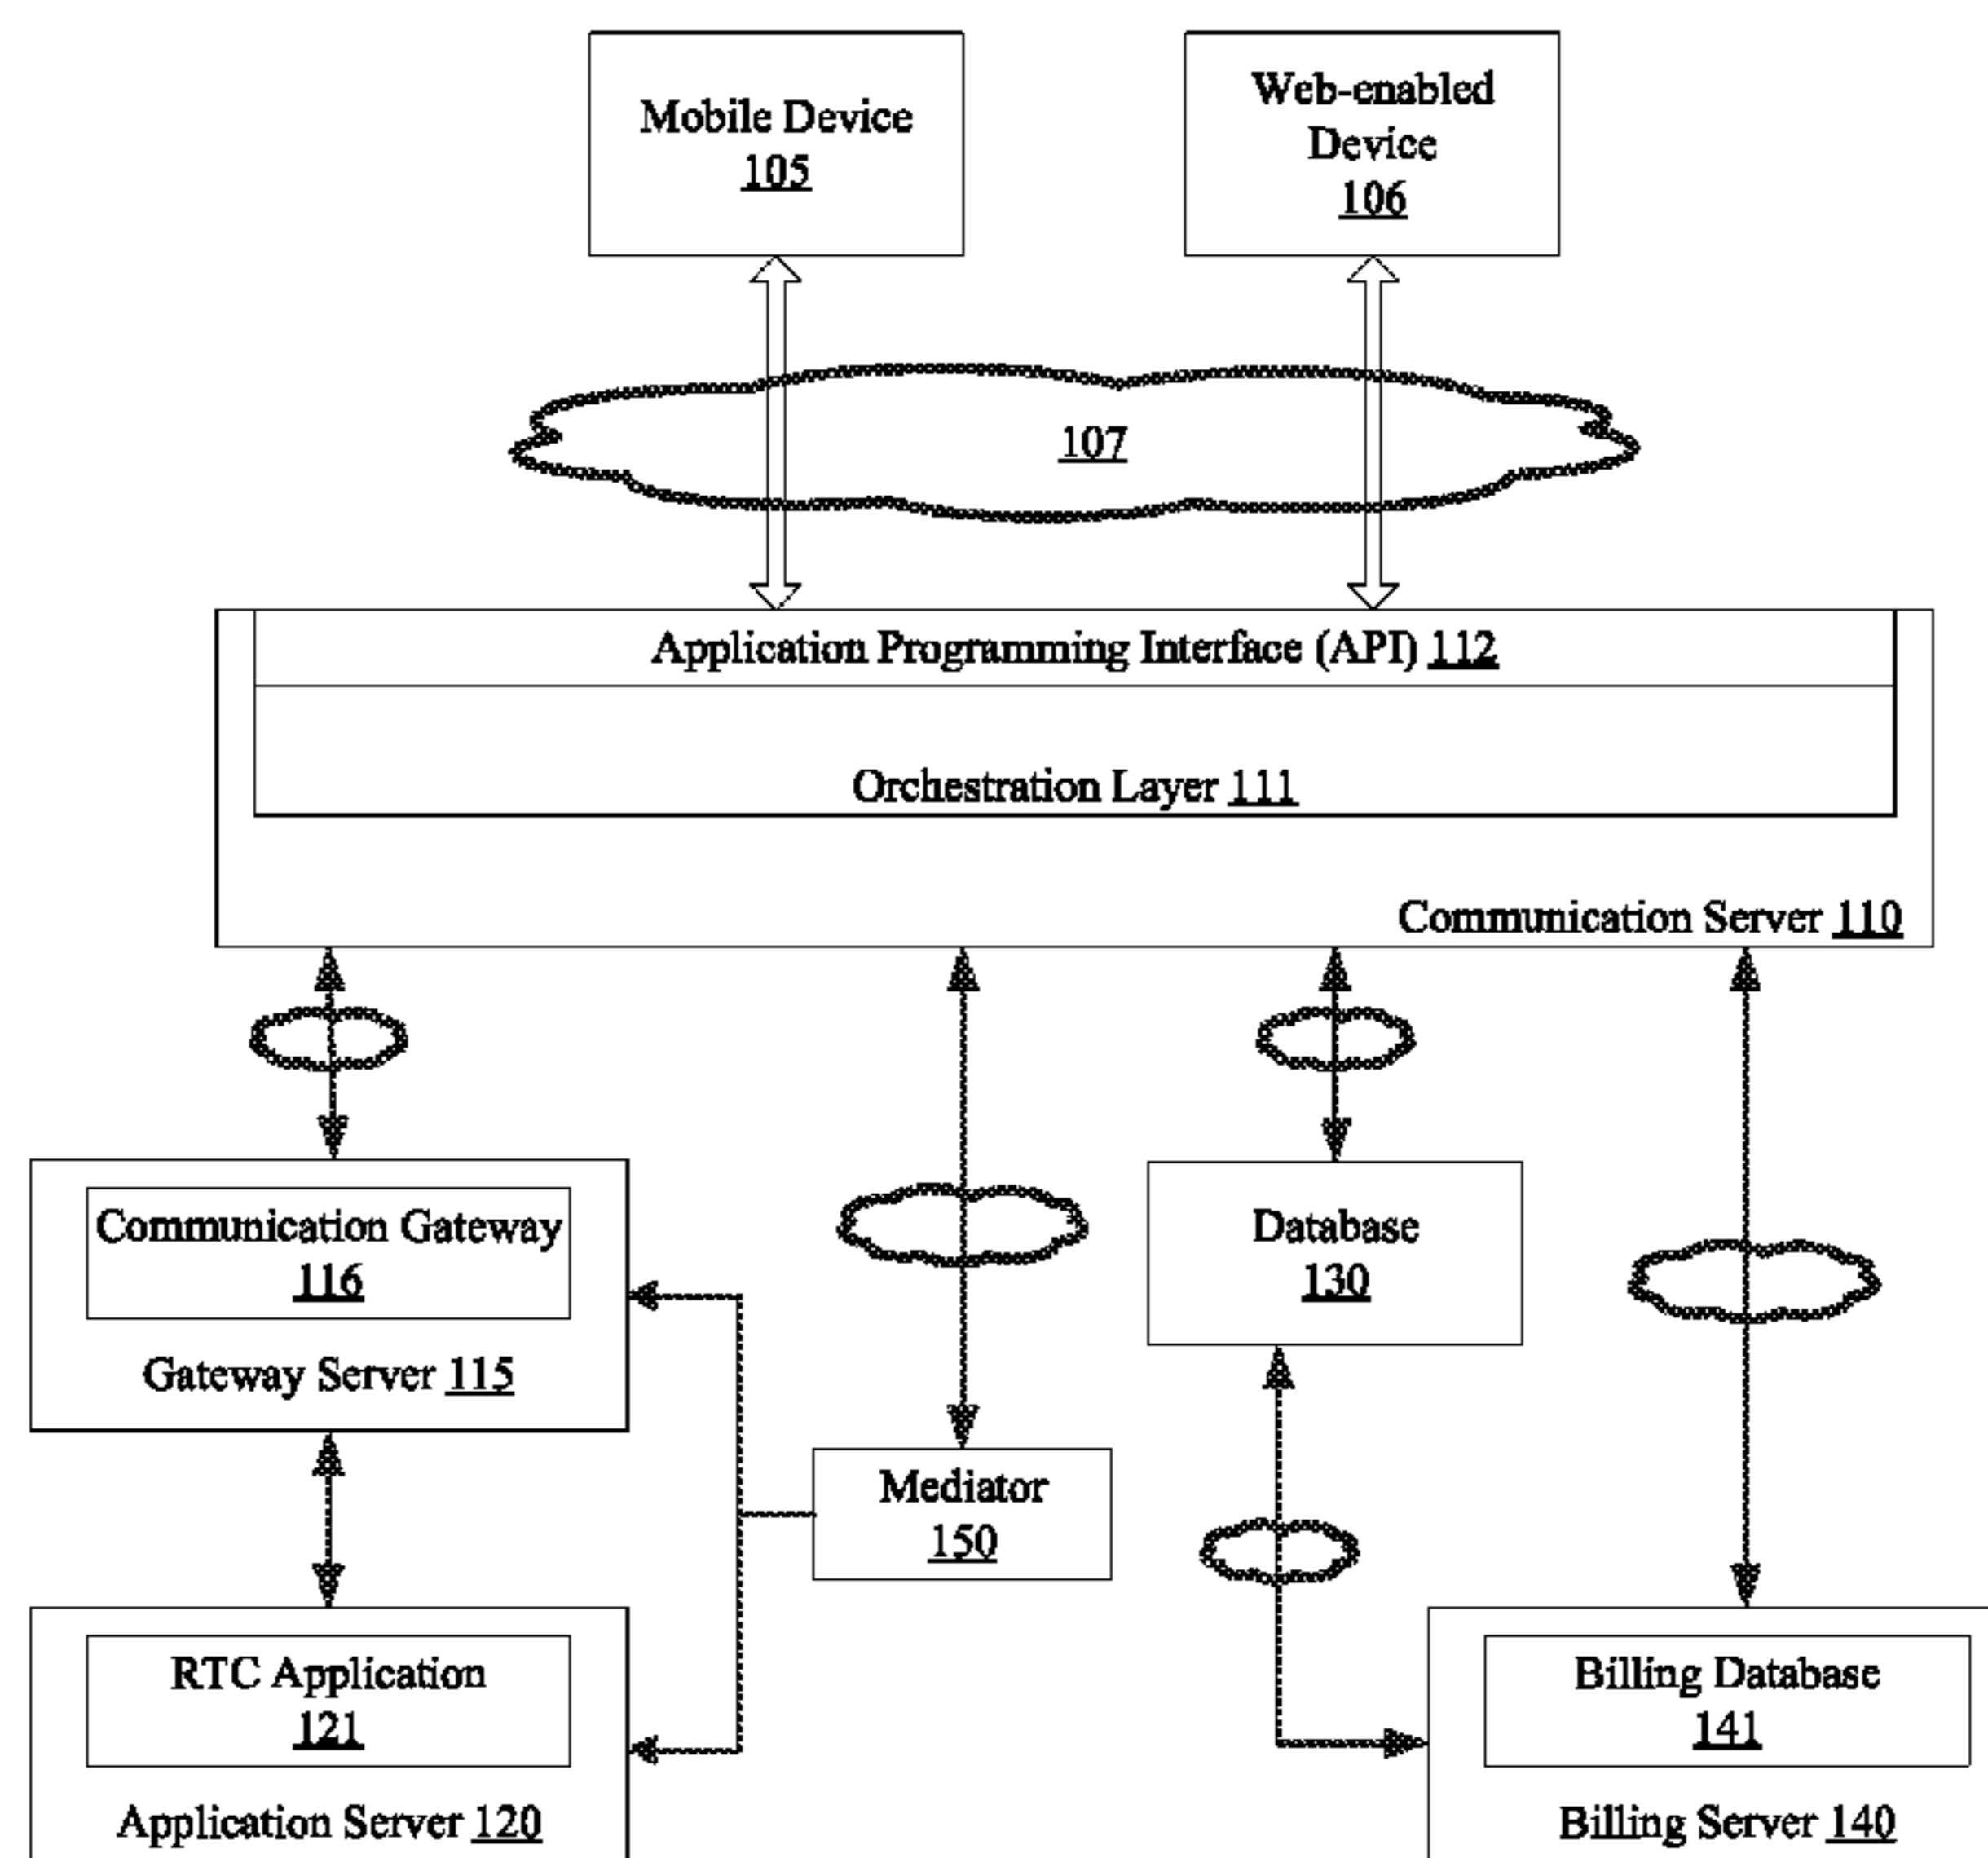 Mobile Device
105
Web-enabled
Device
106
107
Application Programming Interface (API) 112
Orchestration Layer 111
Communication Server 110
Communication Gateway
116
Gateway Server 115
Database
130
Mediator
150
RTC Application
121
Application Server 120
Billing Database
141
Billing Server 140